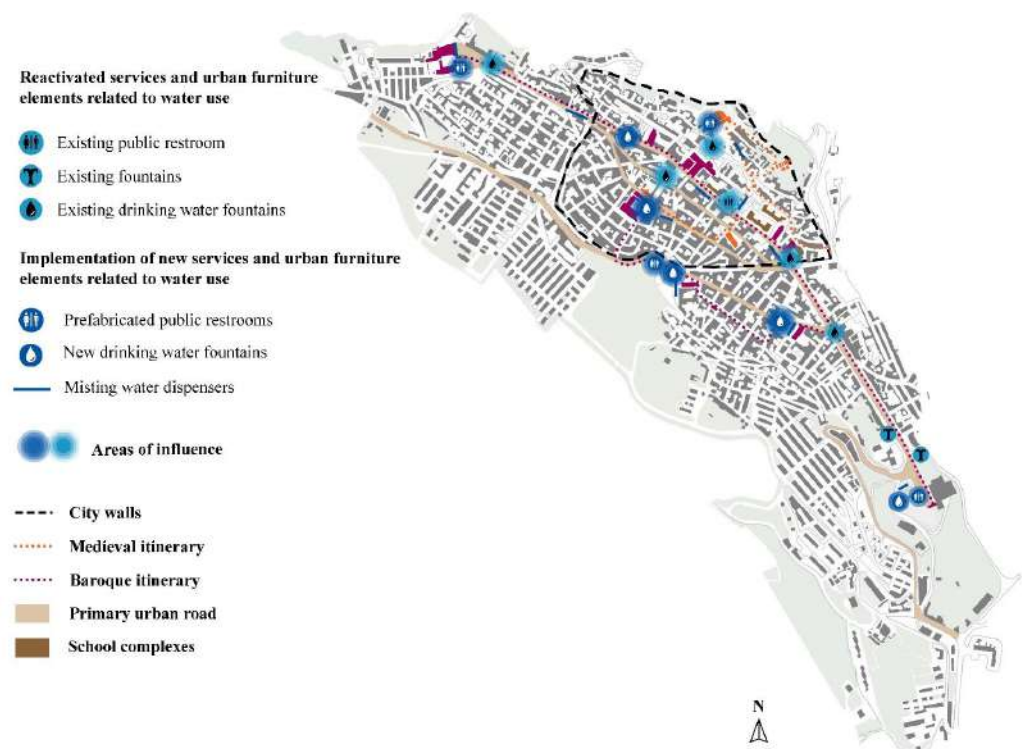 Reactivated services and urban furniture
elements related to water use
Existing public restroom
Existing fountains
Existing drinking water fountains
Implementation of new services and urban furniture
elements related to water use
Prefabricated public restrooms
New drinking water fountains
Misting water dispensers
Areas of influence
City walls
Medieval itinerary
Baroque itinerary
Primary urban road
School complexes
N